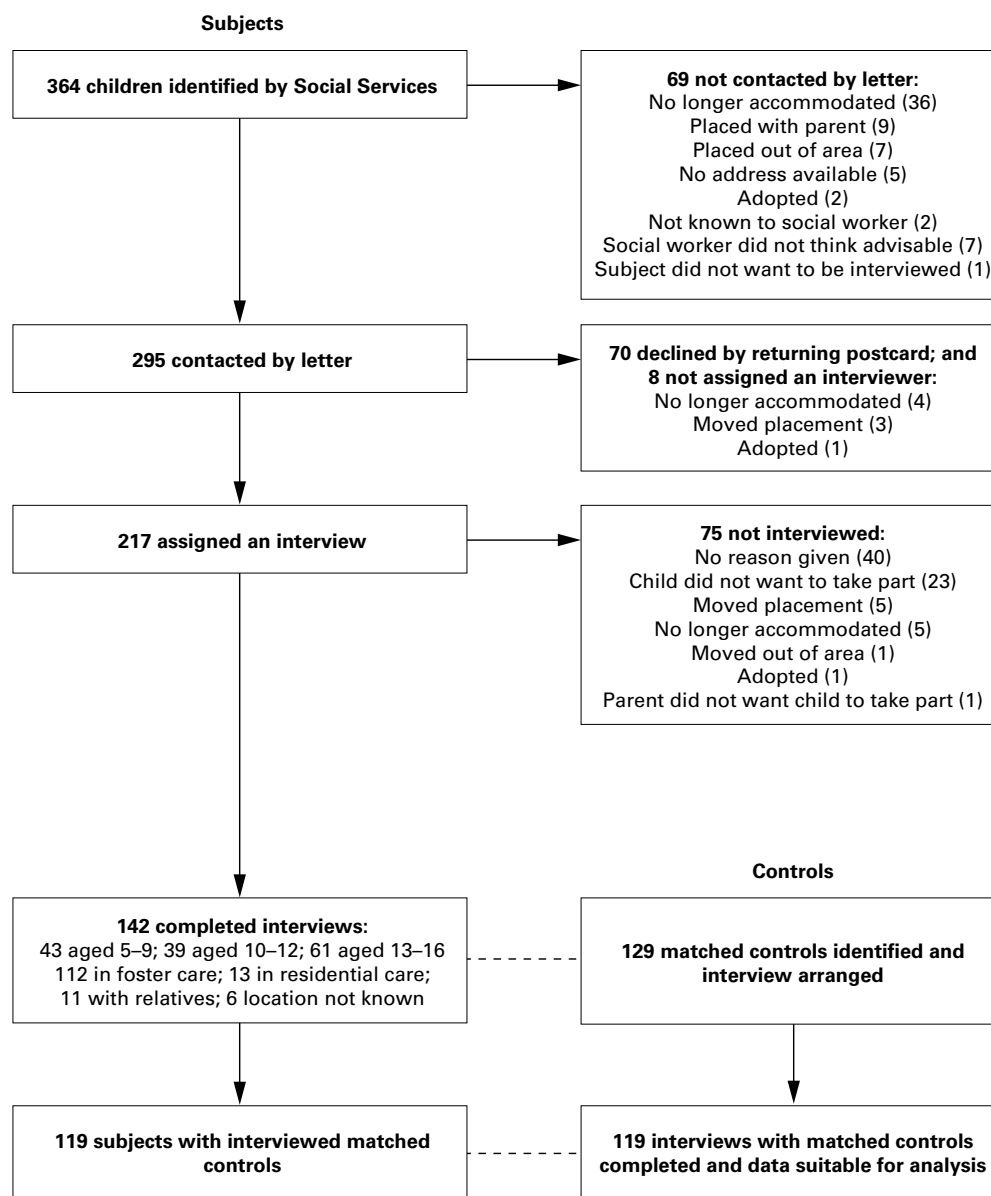 Subjects
364 children identified by Social Services
69 not contacted by letter:
No longer accommodated (36)
Placed with parent (9)
Placed out of area (7)
No address available (5)
Adopted (2)
Not known to social worker (2)
Social worker did not think advisable (7)
Subject did not want to be interviewed (1)
295 contacted by letter
70 declined by returning postcard; and
8 not assigned an interviewer:
No longer accommodated (4)
Moved placement (3)
Adopted (1)
217 assigned an interview
75 not interviewed:
No reason given (40)
Child did not want to take part (23)
Moved placement (5)
No longer accommodated (5)
Moved out of area (1)
Adopted (1)
Parent did not want child to take part (1)
Controls
142 completed interviews:
43 aged 5–9; 39 aged 10–12; 61 aged 13–16
112 in foster care; 13 in residential care;
11 with relatives; 6 location not known
129 matched controls identified and
interview arranged
119 subjects with interviewed matched
controls
119 interviews with matched controls
completed and data suitable for analysis